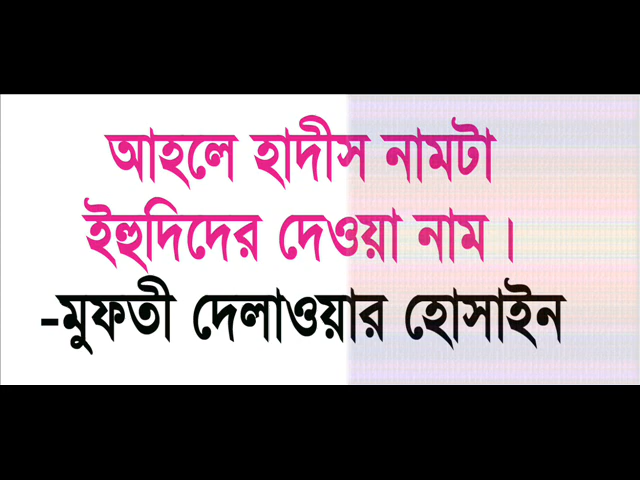 আহলে হাদীস নামটা
ইহুদিদের দেওয়া নাম।
-মুফতী দেলাওয়ার হোসাইন